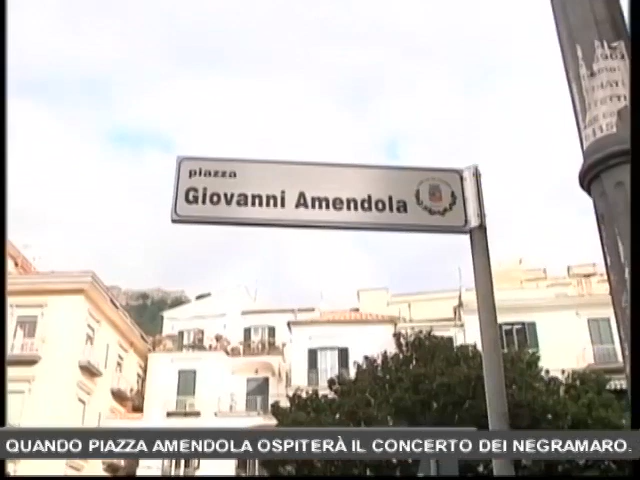 piazza
Giovanni Amendola
QUANDO PIAZZA AMENDOLA OSPITERÀ IL CONCERTO DEI NEGRAMARO.